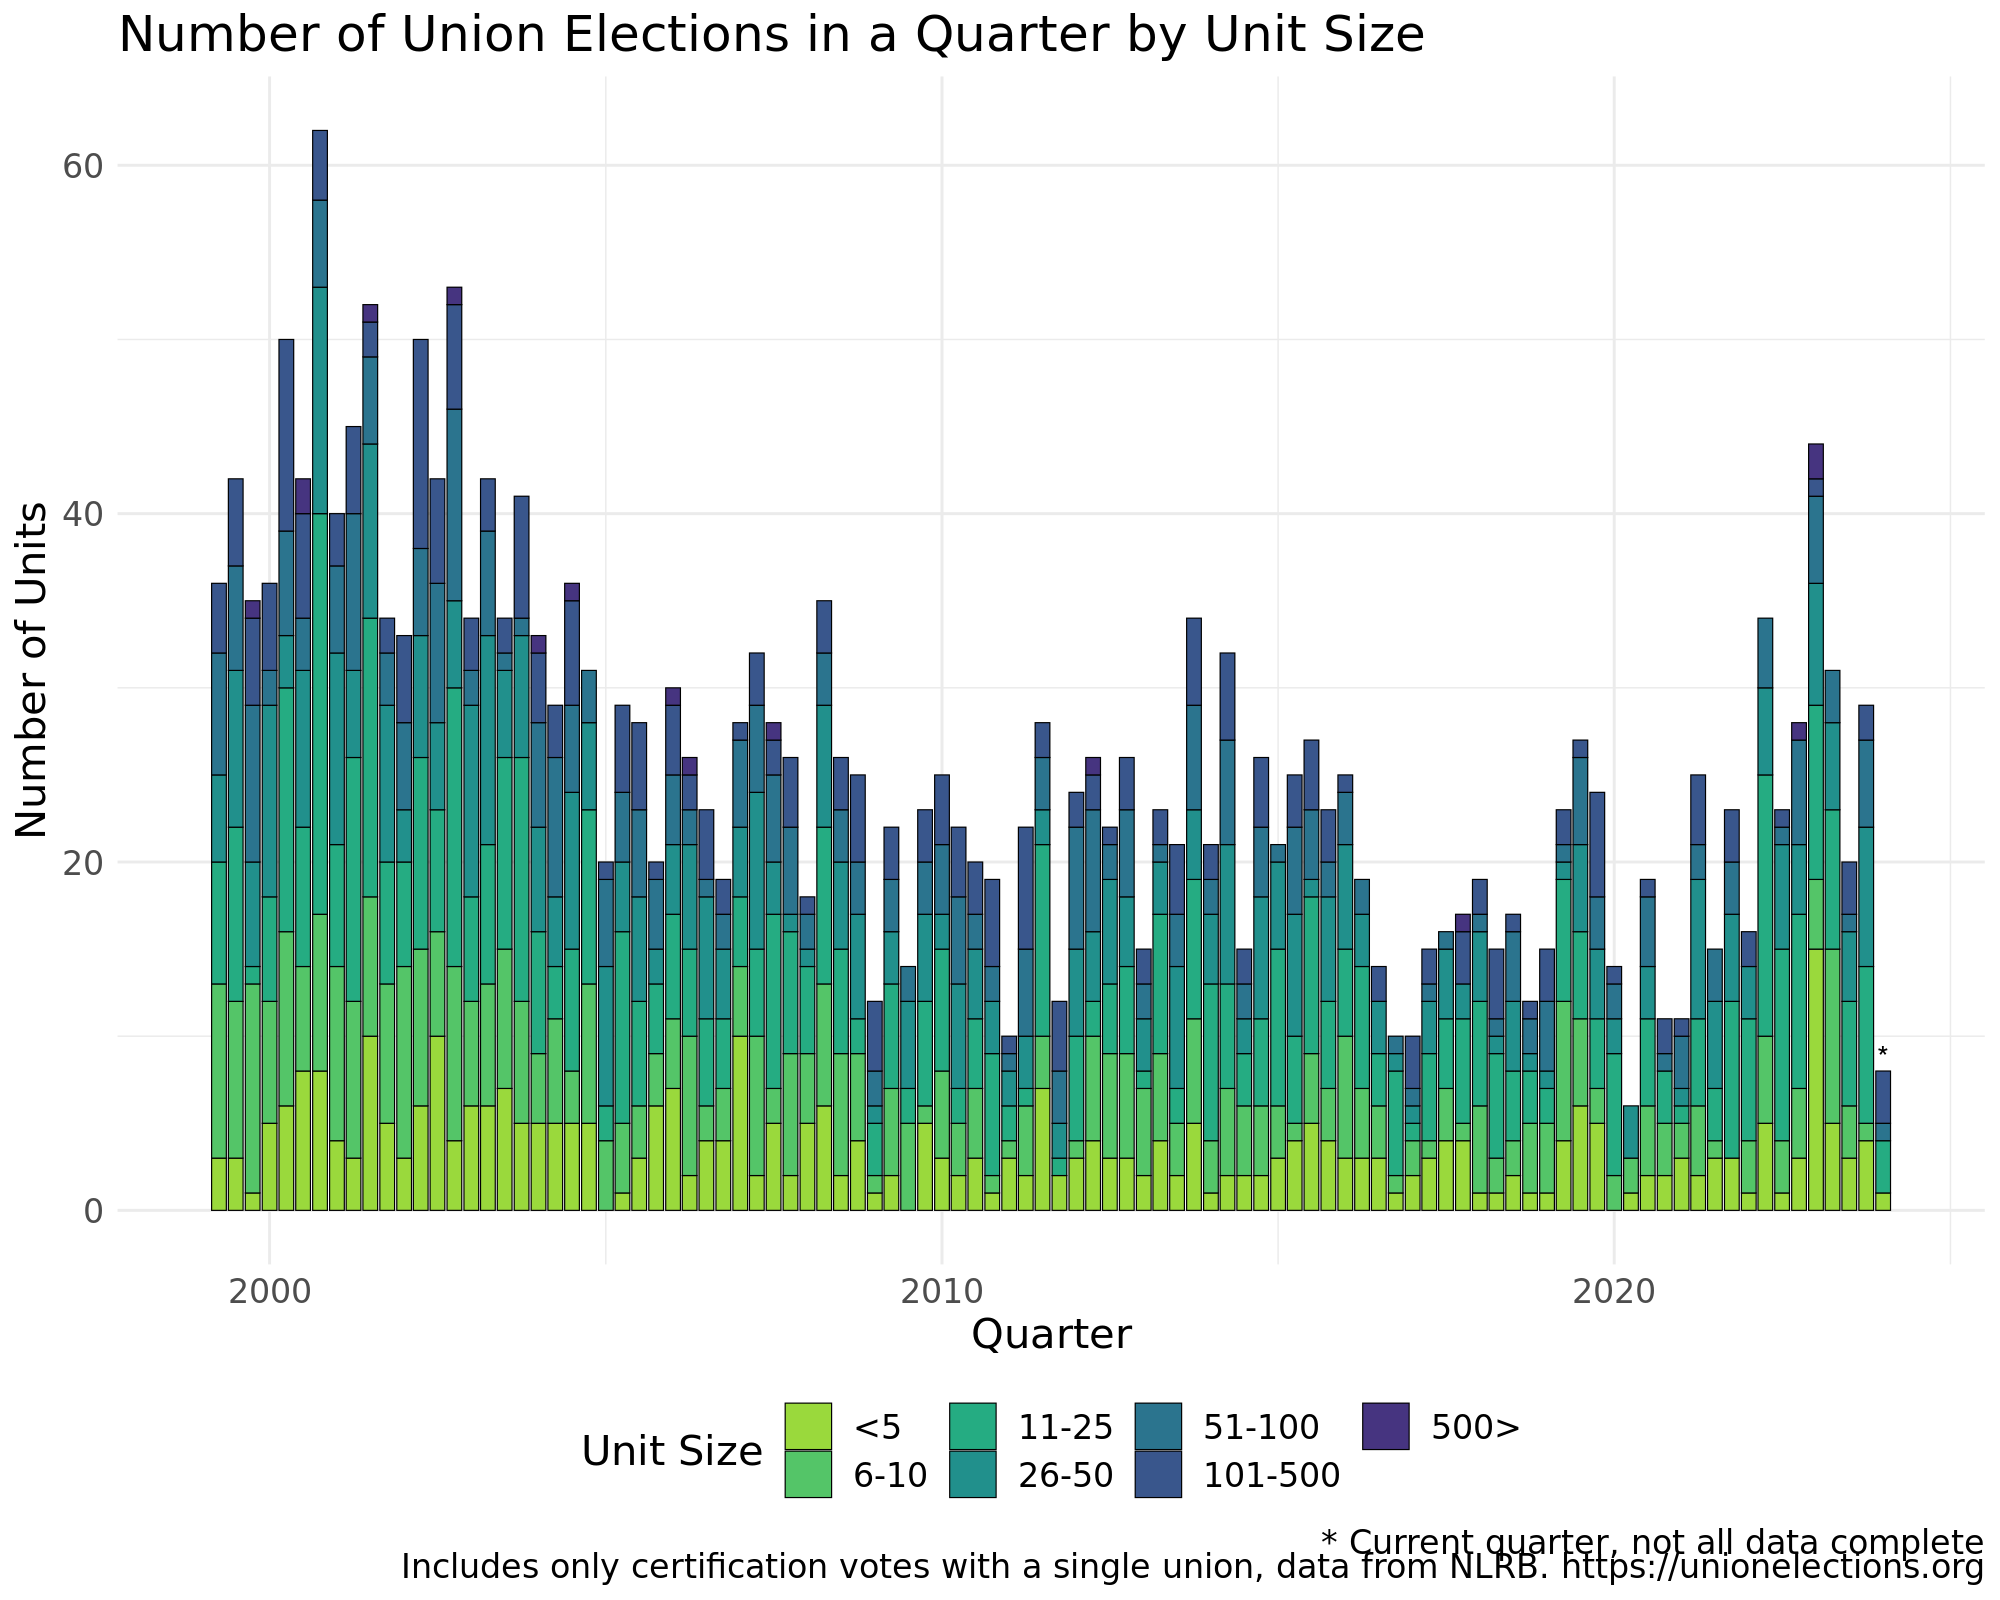 Number of Union Elections in a Quarter by Unit Size
Number of Units
60
40
20
0
*
2000 2010 2020
Quarter
Unit Size
<5 11-25 51-100 500>
6-10 26-50 101-500
* Current quarter, not all data complete
Includes only certification votes with a single union, data from NLRB. https://unionelections.org